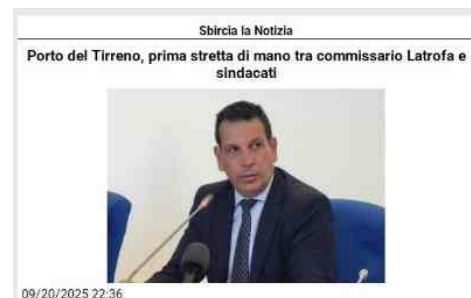 Sbircia la Notizia
Porto del Tirreno, prima stretta di mano tra commissario Latrofa e
sindacati
09/20/2025 22:36